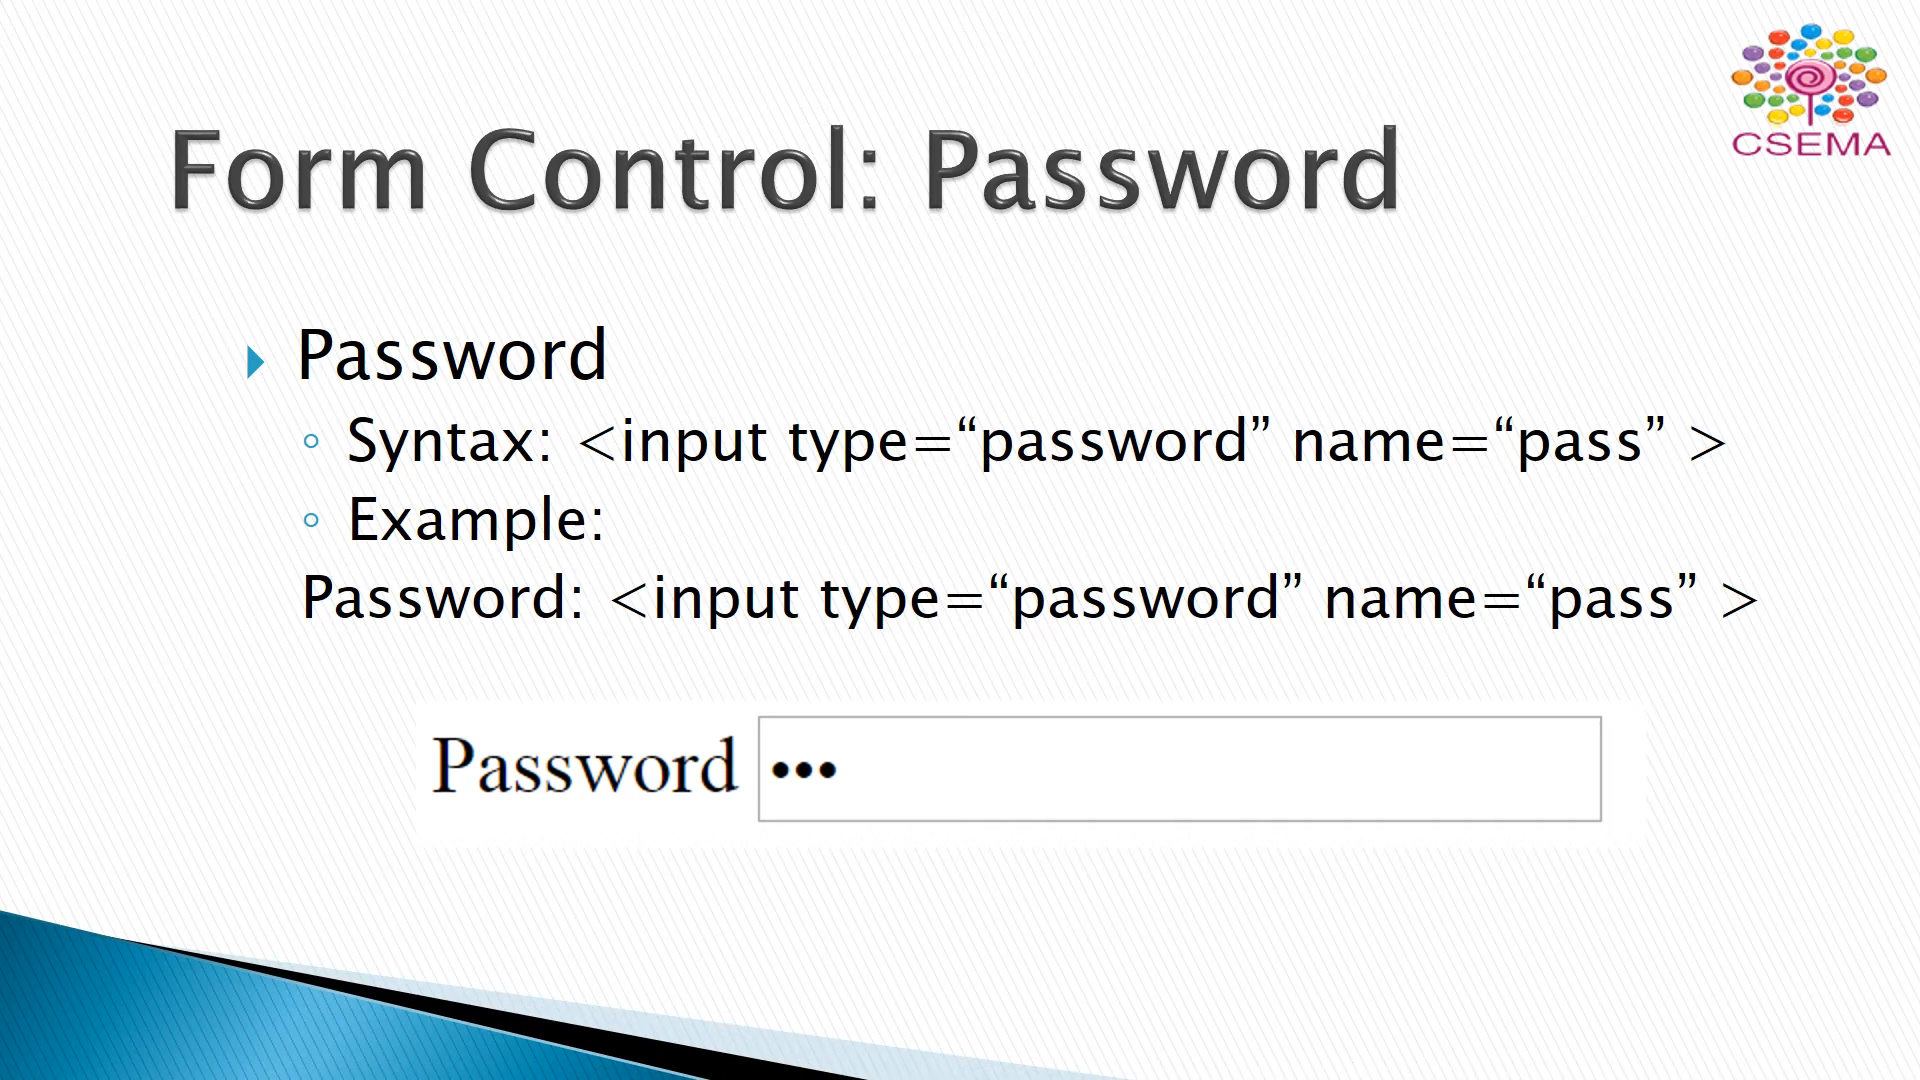 CSEMA
Form Control: Password
Password
Syntax: <input type=“password” name=“pass” >
Example:
Password: <input type=“password” name=“pass” >
Password •••